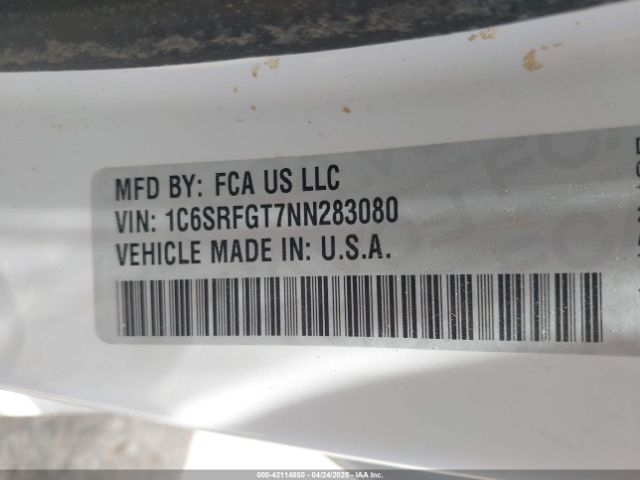 MFD BY: FCA US LLC
VIN: 1C6SRFGT7NN283080
VEHICLE MADE IN: U.S.A.
000-42114850 - 04/24/2025 - IAA Inc.